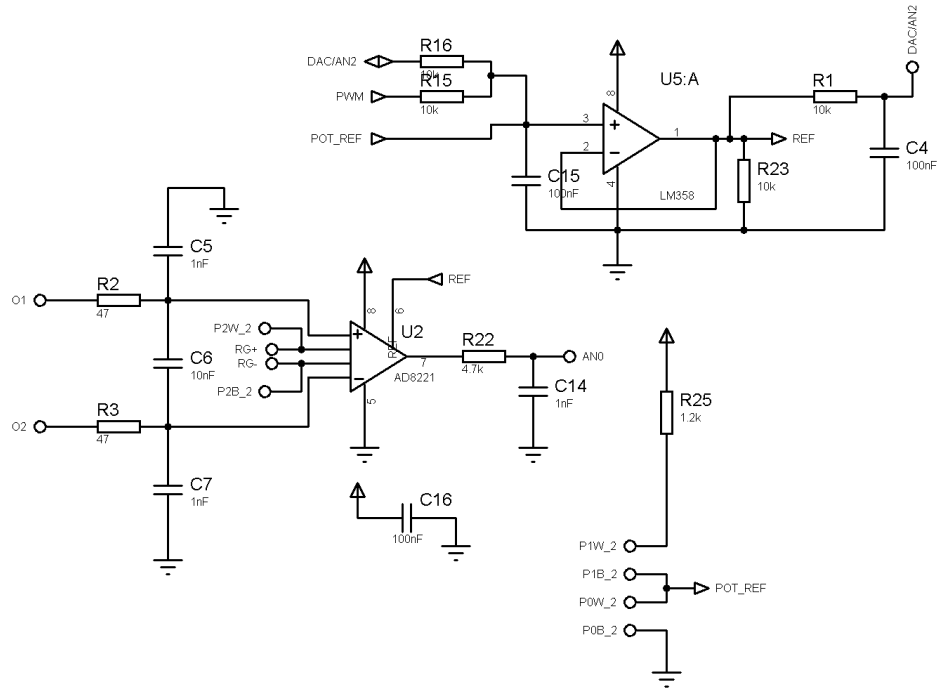 DAC/AN2
DAC/AN2
R16
10k
PWM
R15
10k
POT_REF
U5:A
8
3
2
1
4
LM358
REF
R1
10k
C4
100nF
R23
10k
C15
100nF
C5
1nF
O1
R2
47
C6
10nF
O2
R3
47
C7
1nF
P2W_2
RG+
RG-
P2B_2
REF
8
6
REF
U2
7
AD8221
5
R22
4.7k
AN0
C14
1nF
C16
100nF
R25
1.2k
P1W_2
P1B_2
P0W_2
P0B_2
POT_REF